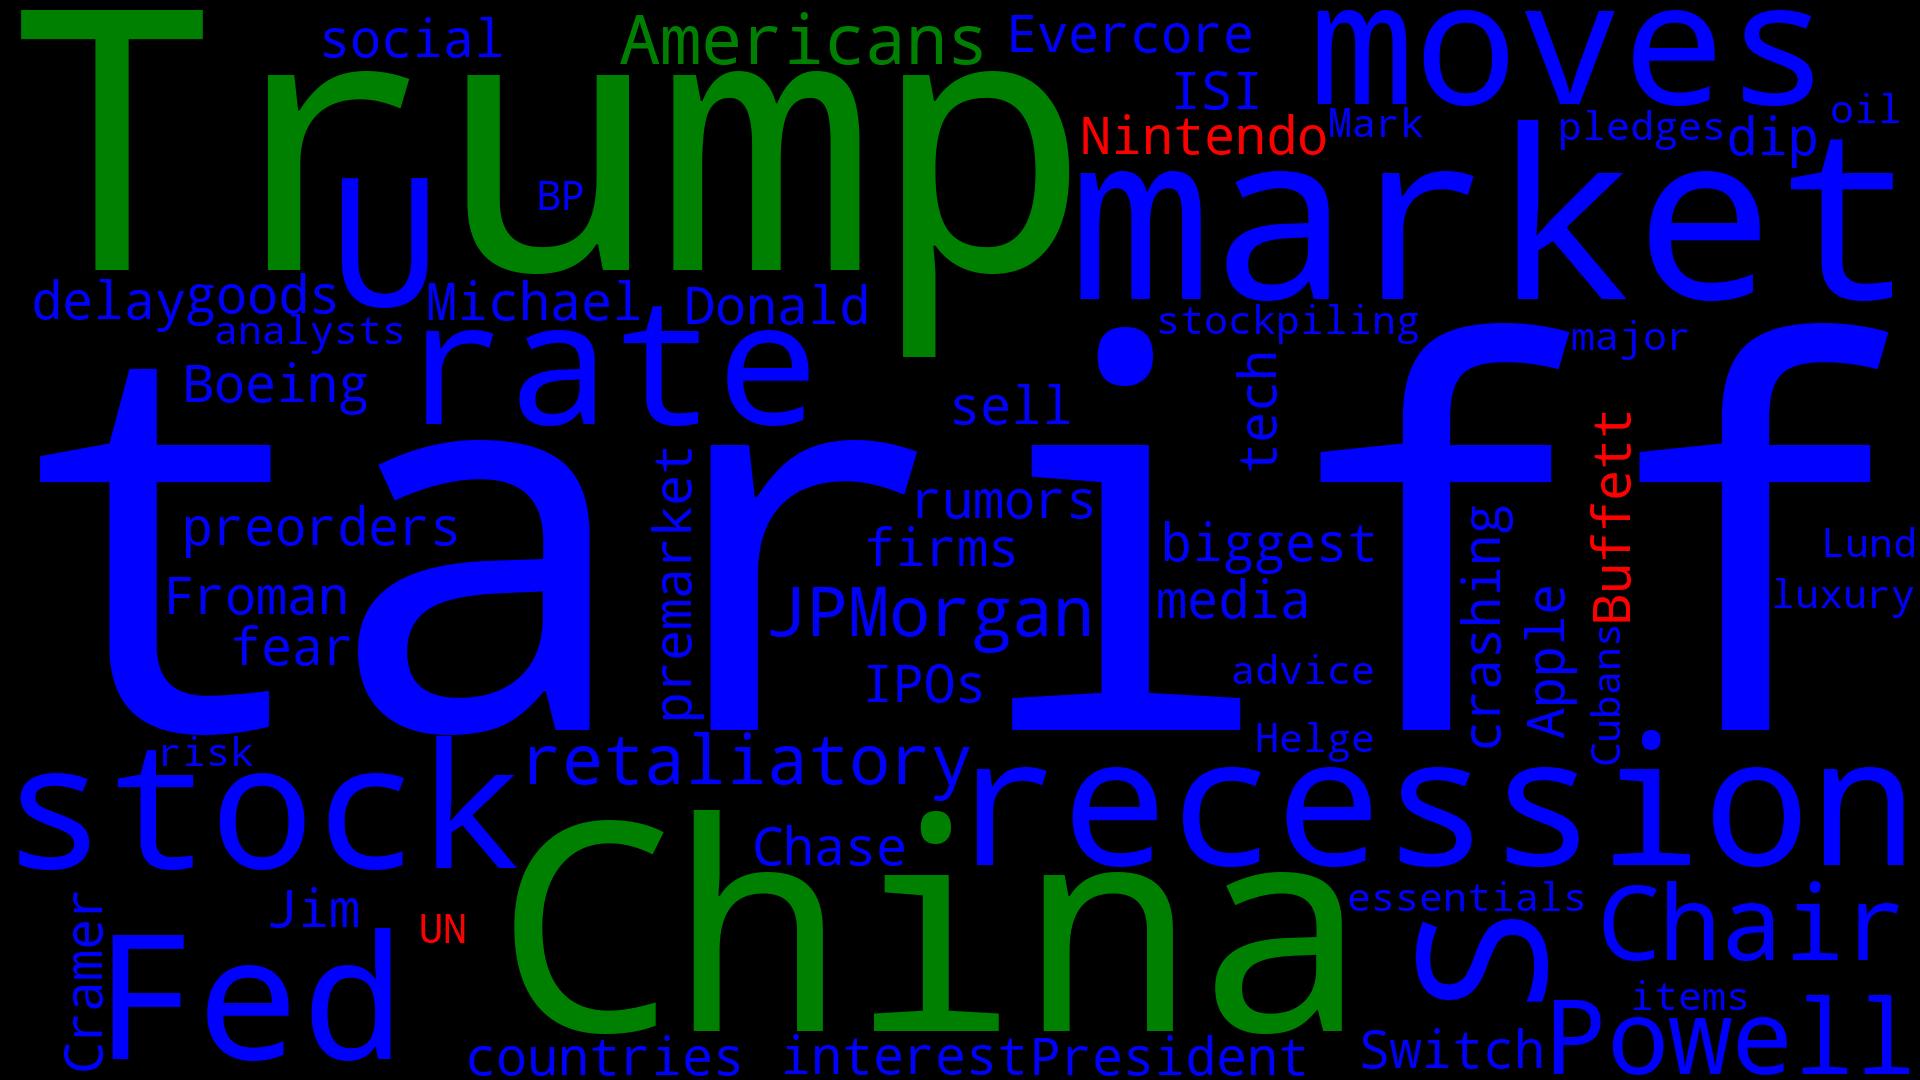 Trump
social
Americans
Evercore
ISI
moves
Nintendo
Mark
pledges
dip
oil
U
BP
market
delay
goods
analysts
Michael
Donald
stockpiling
major
rate
Boeing
sell
tech
tariff
Buffett
premarket
rumors
preorders
firms
biggest
crashing
Lund
Froman
JPMorgan
media
Apple
luxury
fear
IPOs
advice
Cubans
Helge
risk
stock
retaliatory
recession
China
Chase
Jim
UN
essentials
Chair
Cramer
Fed
S
items
countries
interest
President
Switch
Powell